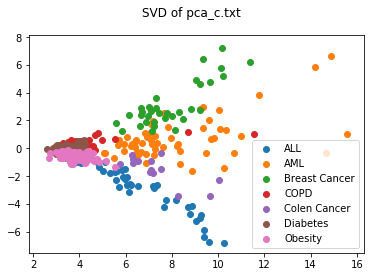 SVD of pca_c.txt
8
6
4
2
0
−2
−4
−6
2
4
6
8
10
12
14
16
ALL
AML
Breast Cancer
COPD
Colen Cancer
Diabetes
Obesity